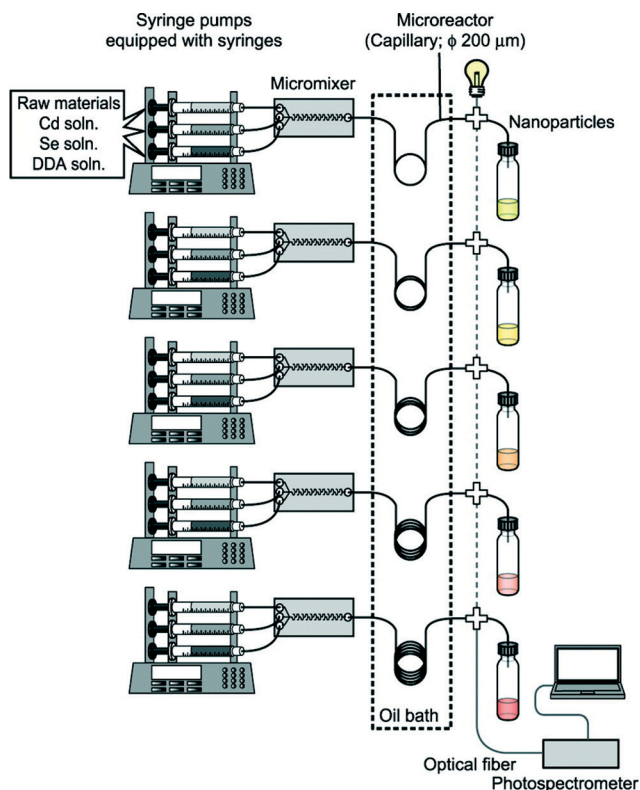 Syringe pumps
equipped with syringes
Microreactor
(Capillary; ϕ 200 μm)
Micromixer
Raw materials
Cd soln.
Se soln.
DDA soln.
Nanoparticles
Oil bath
Optical fiber
Photospectrometer